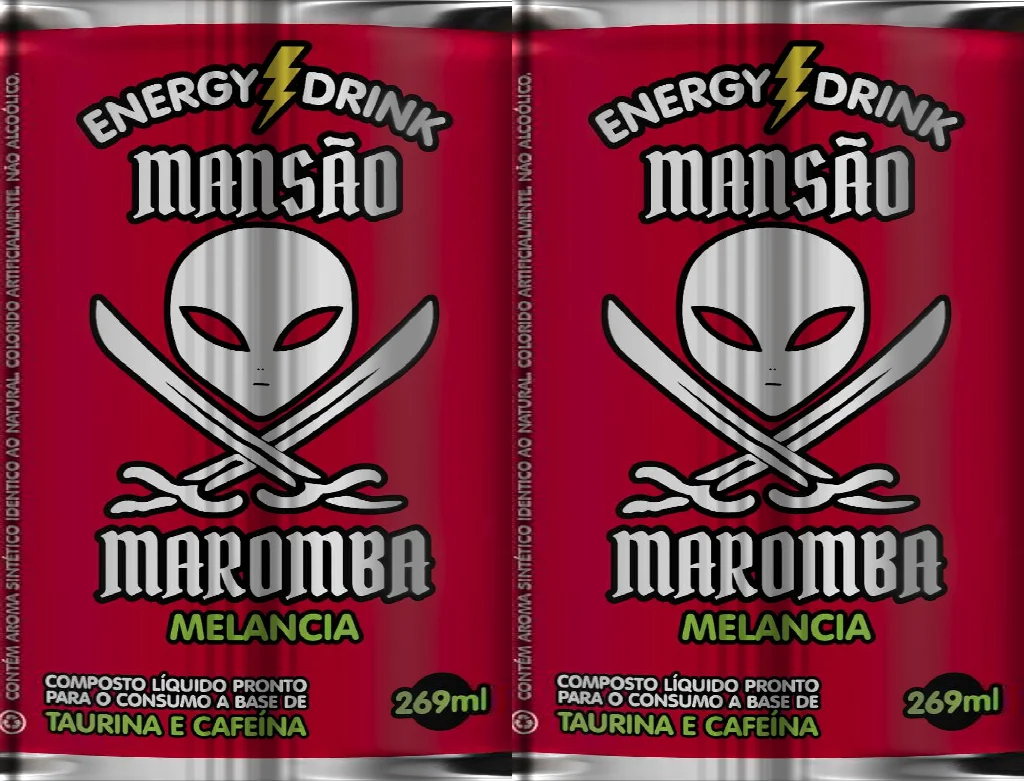 ENERGY DRINK
MANSÃO
MAROMBA
MELANCIA
COMPOSTO LÍQUIDO PRONTO
PARA O CONSUMO A BASE DE
TAURINA E CAFEÍNA
269ml
CONTÉM AROMA SINTÉTICO IDENTICO AO NATURAL. COLORIDO ARTIFICIALMENTE. NÃO ALCOÓLICO.
ENERGY DRINK
MANSÃO
MAROMBA
MELANCIA
COMPOSTO LÍQUIDO PRONTO
PARA O CONSUMO A BASE DE
TAURINA E CAFEÍNA
269ml
CONTÉM AROMA SINTÉTICO IDENTICO AO NATURAL. COLORIDO ARTIFICIALMENTE. NÃO ALCOÓLICO.